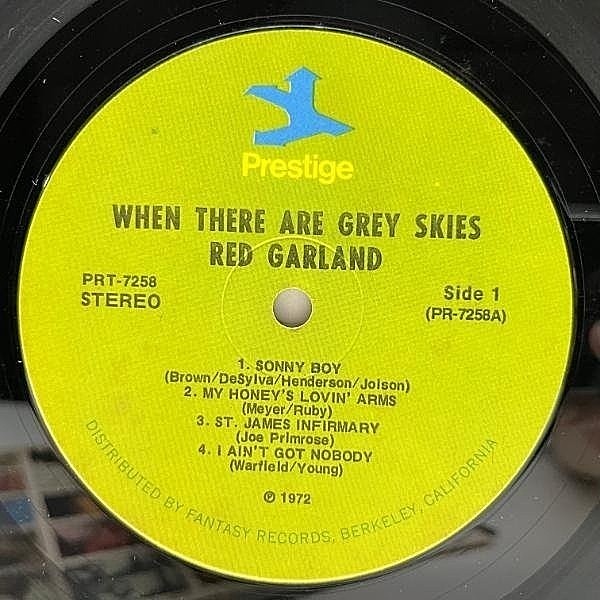 Prestige
WHEN THERE ARE GREY SKIES
RED GARLAND
PRT-7258
STEREO
Side 1
(PR-7258A)
1. SONNY BOY
(Brown/DeSylva/Henderson/Jolson)
2. MY HONEY'S LOVIN' ARMS
(Meyer/Ruby)
3. ST. JAMES INFIRMARY
(Joe Primrose)
4. I AIN'T GOT NOBODY
(Warfield/Young)
℗ 1972
DISTRIBUTED BY FANTASY RECORDS, BERKELEY, CALIFORNIA